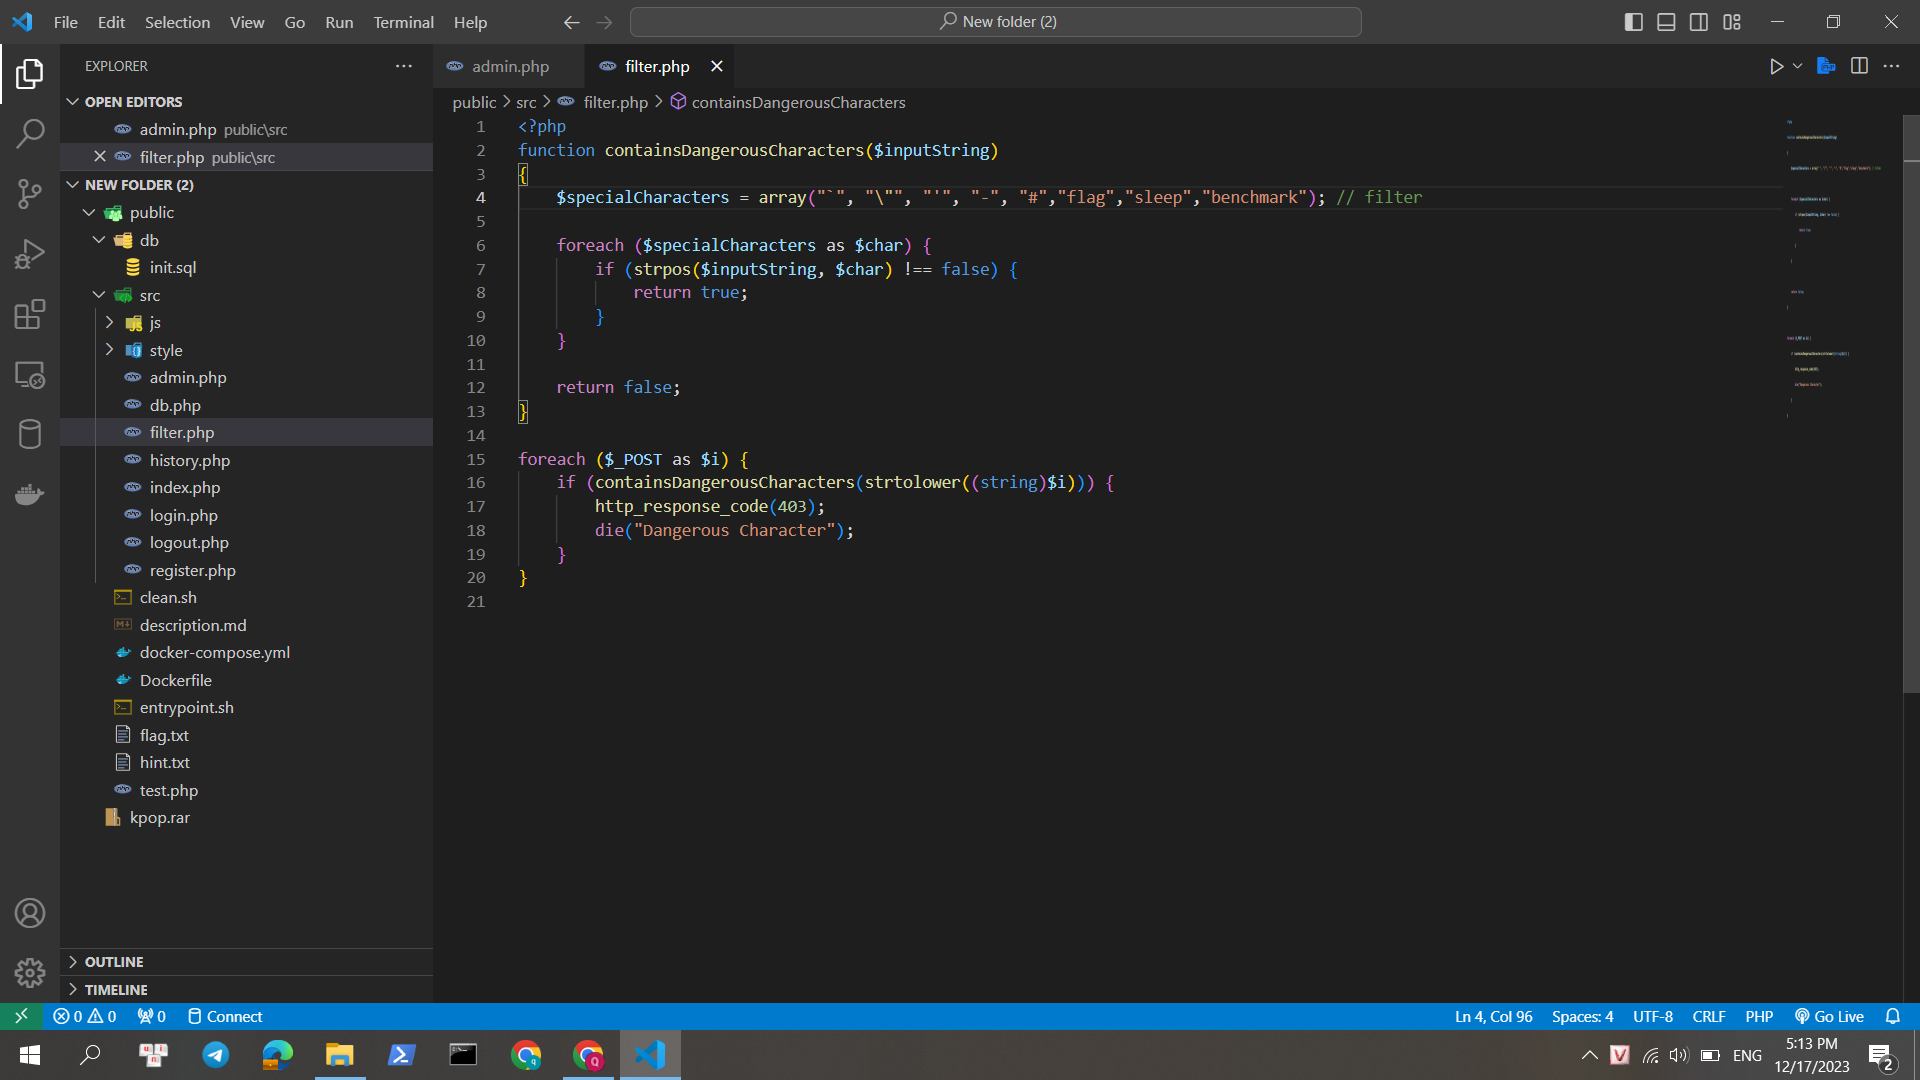 File Edit Selection View Go Run Terminal Help
New folder (2)
EXPLORER
OPEN EDITORS
admin.php public\src
filter.php public\src
NEW FOLDER (2)
public
db
init.sql
src
js
style
admin.php
db.php
filter.php
history.php
index.php
login.php
logout.php
register.php
clean.sh
description.md
docker-compose.yml
Dockerfile
entrypoint.sh
flag.txt
hint.txt
test.php
kpop.rar
OUTLINE
TIMELINE
admin.php filter.php
public > src > filter.php > containsDangerousCharacters
1 <?php
2 function containsDangerousCharacters($inputString)
3 {
4 $specialCharacters = array("`", "\"", "'", "-", "#","flag","sleep","benchmark"); // filter
5
6 foreach ($specialCharacters as $char) {
7 if (strpos($inputString, $char) !== false) {
8 return true;
9 }
10 }
11
12 return false;
13 }
14
15 foreach ($_POST as $i) {
16 if (containsDangerousCharacters(strtolower((string)$i))) {
17 http_response_code(403);
18 die("Dangerous Character");
19 }
20 }
21
0 0 0 Connect
Ln 4, Col 96 Spaces: 4 UTF-8 CRLF PHP Go Live
ENG
5:13 PM
12/17/2023
2